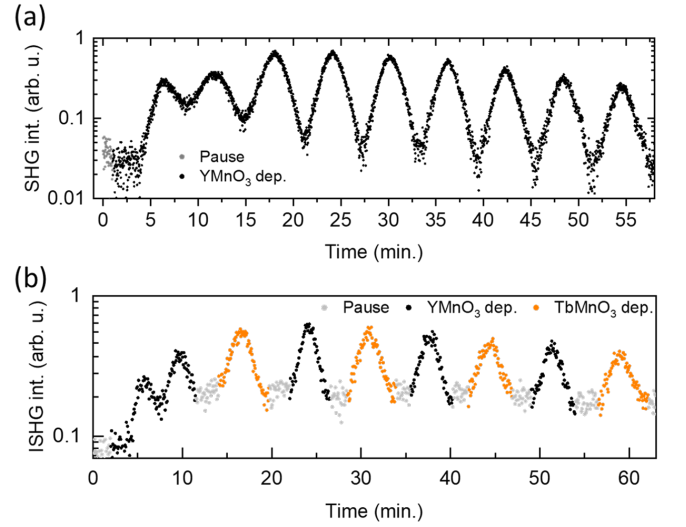 (a)
1
0.1
0.01
SHG int. (arb. u.)
Pause
YMnO₃ dep.
0 5 10 15 20 25 30 35 40 45 50 55
Time (min.)
(b)
1
0.1
ISHG int. (arb. u.)
Pause YMnO₃ dep. TbMnO₃ dep.
0 10 20 30 40 50 60
Time (min.)